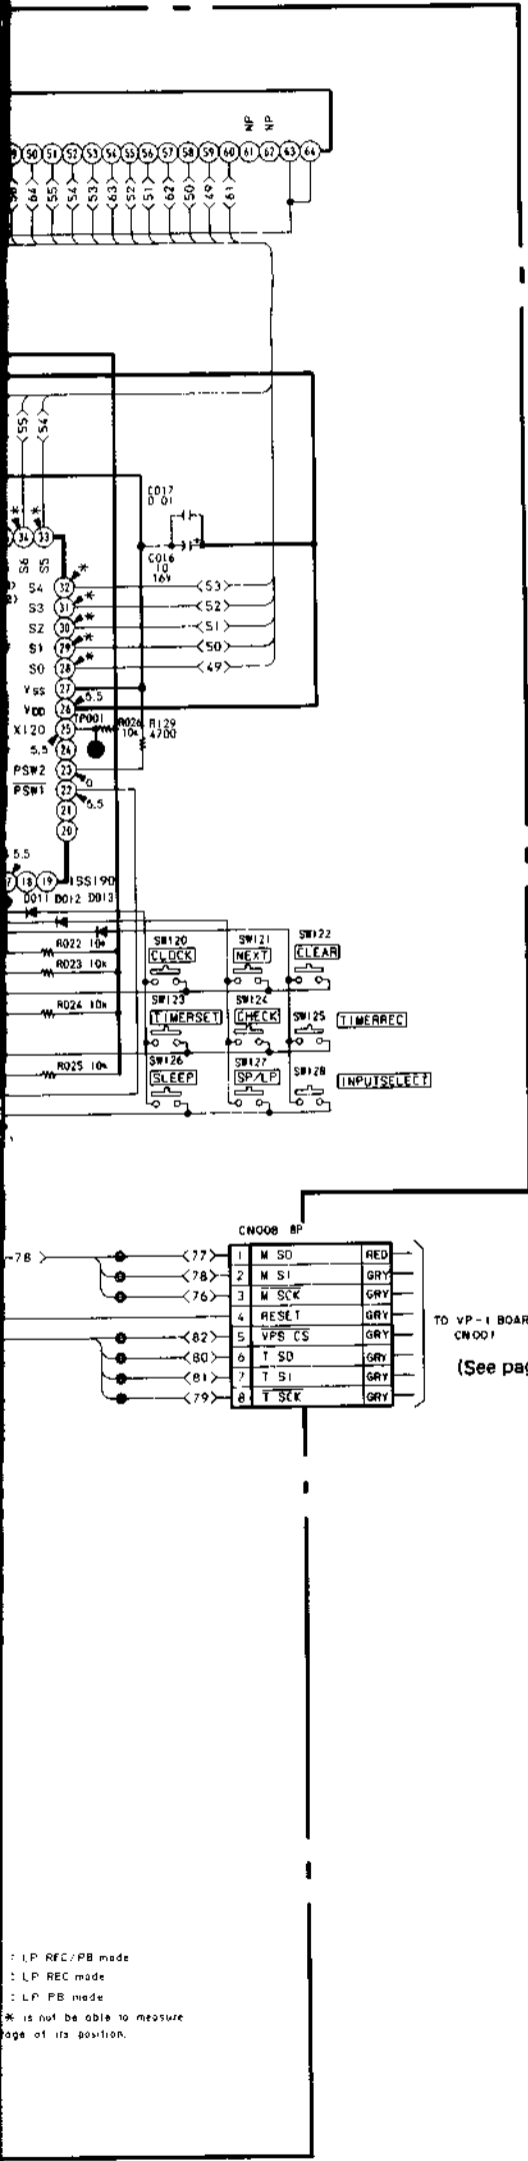 NP NP
50 51 52 53 54 55 56 57 58 59 60 61 62 63 64
64 55 54 53 63 52 51 62 50 49 61
55 54
C017
0.01
C016
10
16V
34 33
S6 S5
S4 32 * 53
S3 31 * 52
S2 30 * 51
S1 29 * 50
S0 28 * 49
VSS 27
VDD 26 5.5
X120 25 TP001 R026 10k R129 4700
5.5 24
PSW2 23 0
PSW1 22 5.5
21
20
5.5
18 19 1SS190
D011 D012 D013
R022 10k
R023 10k
R024 10k
R025 10k
SW120 SW121 SW122
CLOCK NEXT CLEAR
SW123 SW124 SW125
TIMERSET CHECK TIMERREC
SW126 SW127 SW128
SLEEP SP/LP INPUTSELECT
CN008 8P
-78 77 1 M SO RED
78 2 M SI GRY
76 3 M SCK GRY
4 RESET GRY
82 5 VPS CS GRY
80 6 T SO GRY
81 7 T SI GRY
79 8 T SCK GRY
TO VP-1 BOAR
CN001
(See pag
: LP REC/PB mode
: LP REC mode
: LP PB mode
* is not be able to measure
age of its position.